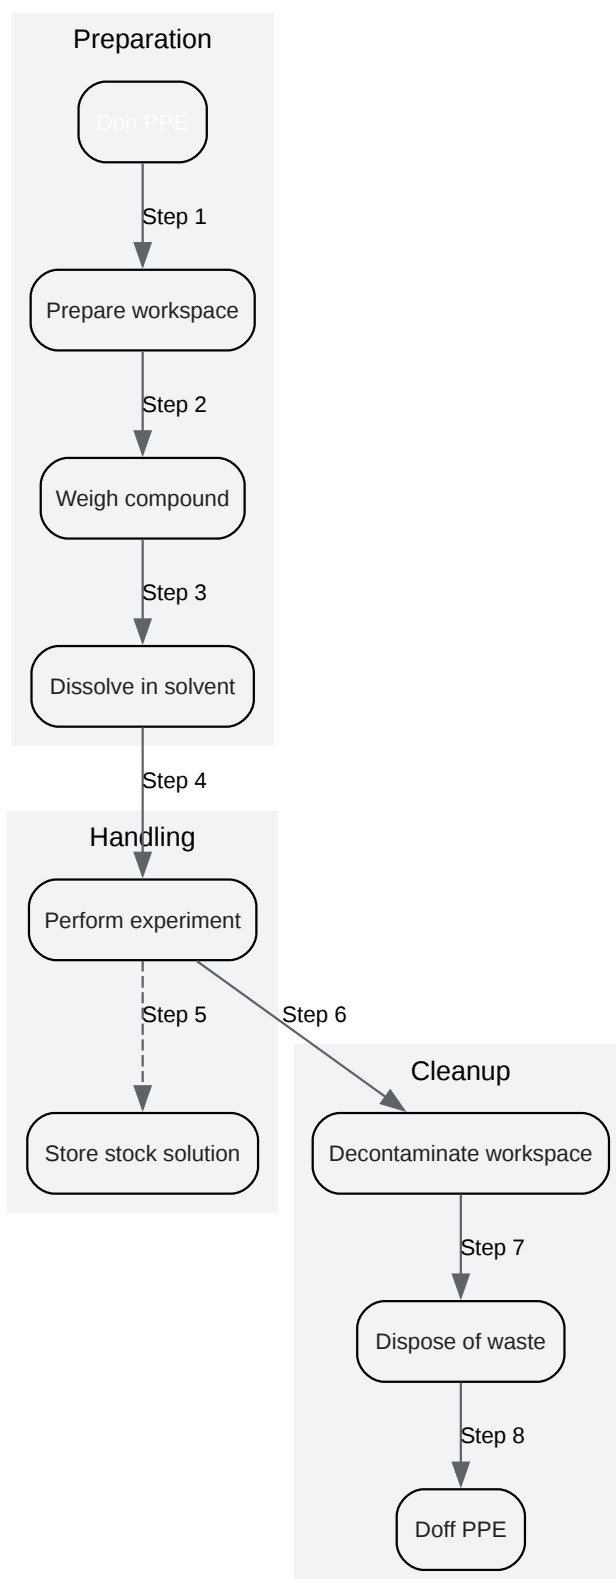 Preparation
Don PPE
Step 1
Prepare workspace
Step 2
Weigh compound
Step 3
Dissolve in solvent
Step 4
Handling
Perform experiment
Step 5
Step 6
Store stock solution
Cleanup
Decontaminate workspace
Step 7
Dispose of waste
Step 8
Doff PPE